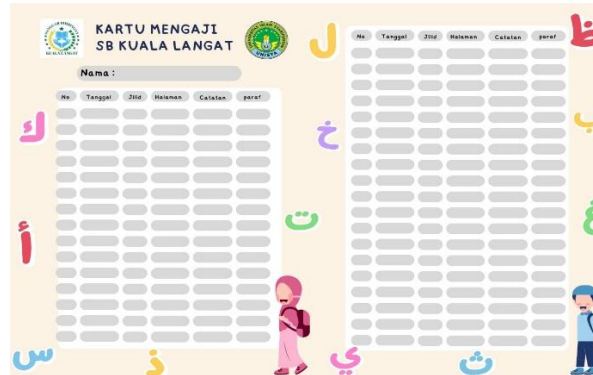 KARTU MENGAJI
SB KUALA LANGAT
Nama :
No Tanggal Jilid Halaman Catatan paraf
ك
أ
س
ذ
ت
ل
خ
No Tanggal Jilid Halaman Catatan paraf
ظ
ب
غ
ي
ث